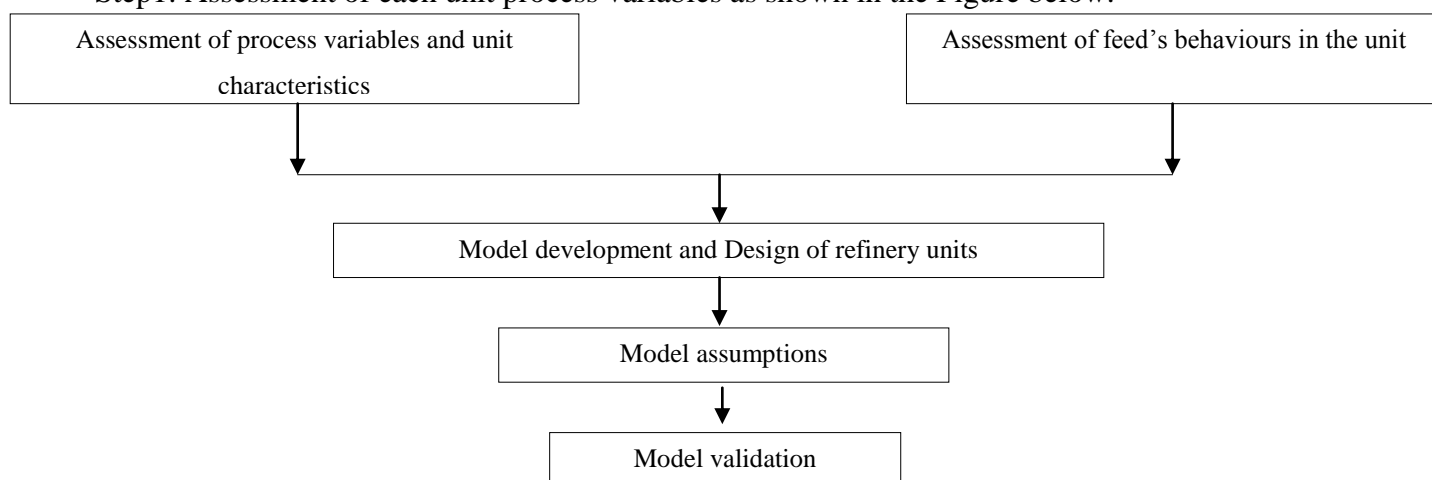 Step1: Assessment of each unit process variables as shown in the Figure below.
Assessment of process variables and unit
characteristics
Assessment of feed’s behaviours in the unit
Model development and Design of refinery units
Model assumptions
Model validation